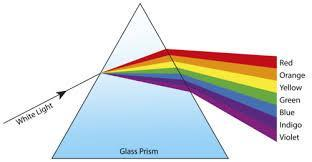 Red
Orange
Yellow
Green
Blue
Indigo
Violet
White Light
Glass Prism